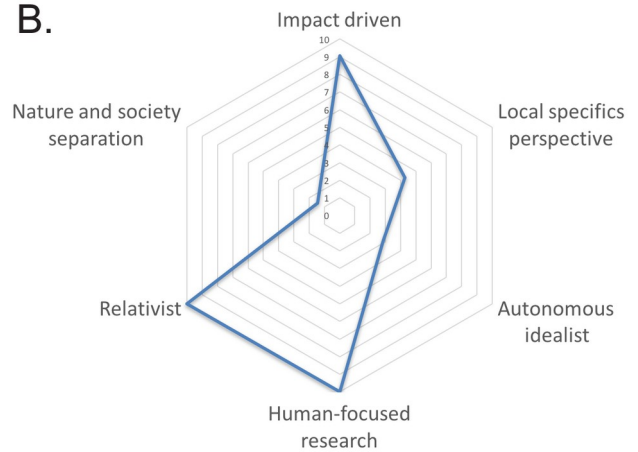 B.
Impact driven
10
9
8
7
6
5
4
3
2
1
0
Nature and society
separation
Local specifics
perspective
Relativist
Autonomous
idealist
Human-focused
research